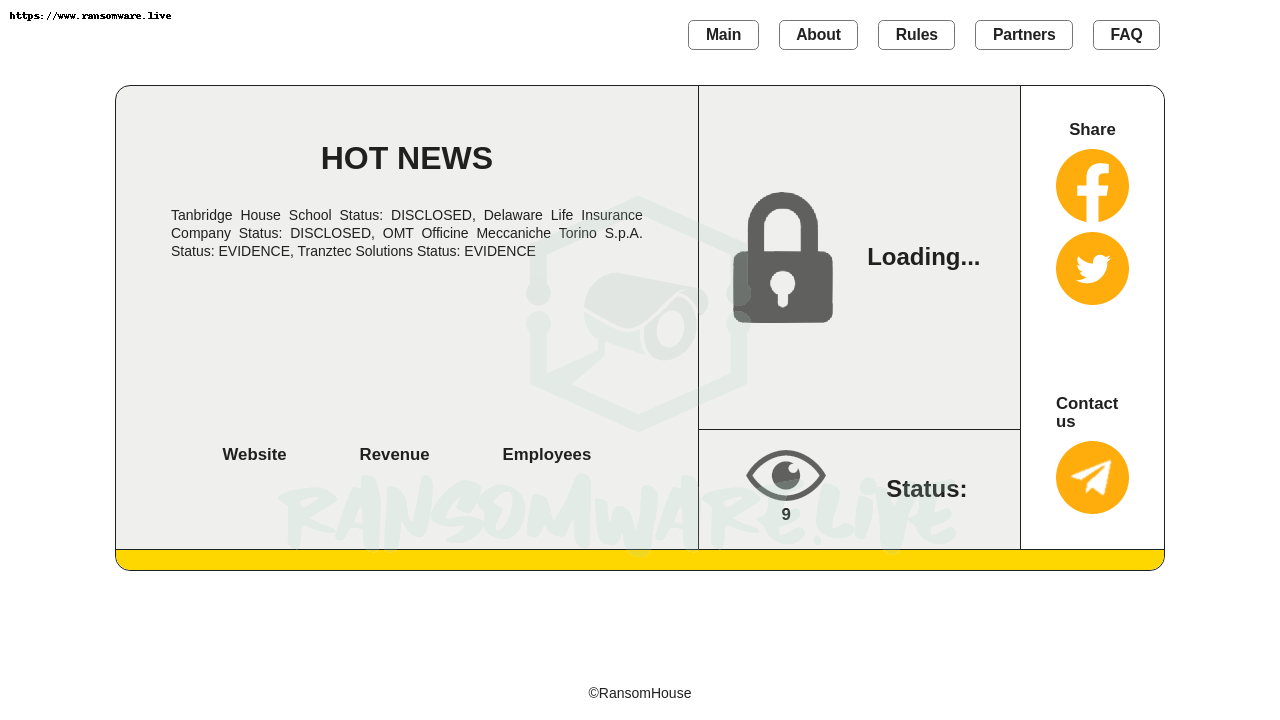 https://www.ransomware.live
Main
About
Rules
Partners
FAQ
HOT NEWS
Tanbridge House School Status: DISCLOSED, Delaware Life Insurance
Company Status: DISCLOSED, OMT Officine Meccaniche Torino S.p.A.
Status: EVIDENCE, Tranztec Solutions Status: EVIDENCE
Website
Revenue
Employees
Loading...
9
Status:
Share
Contact
us
RANSOMWARE.LIVE
©RansomHouse